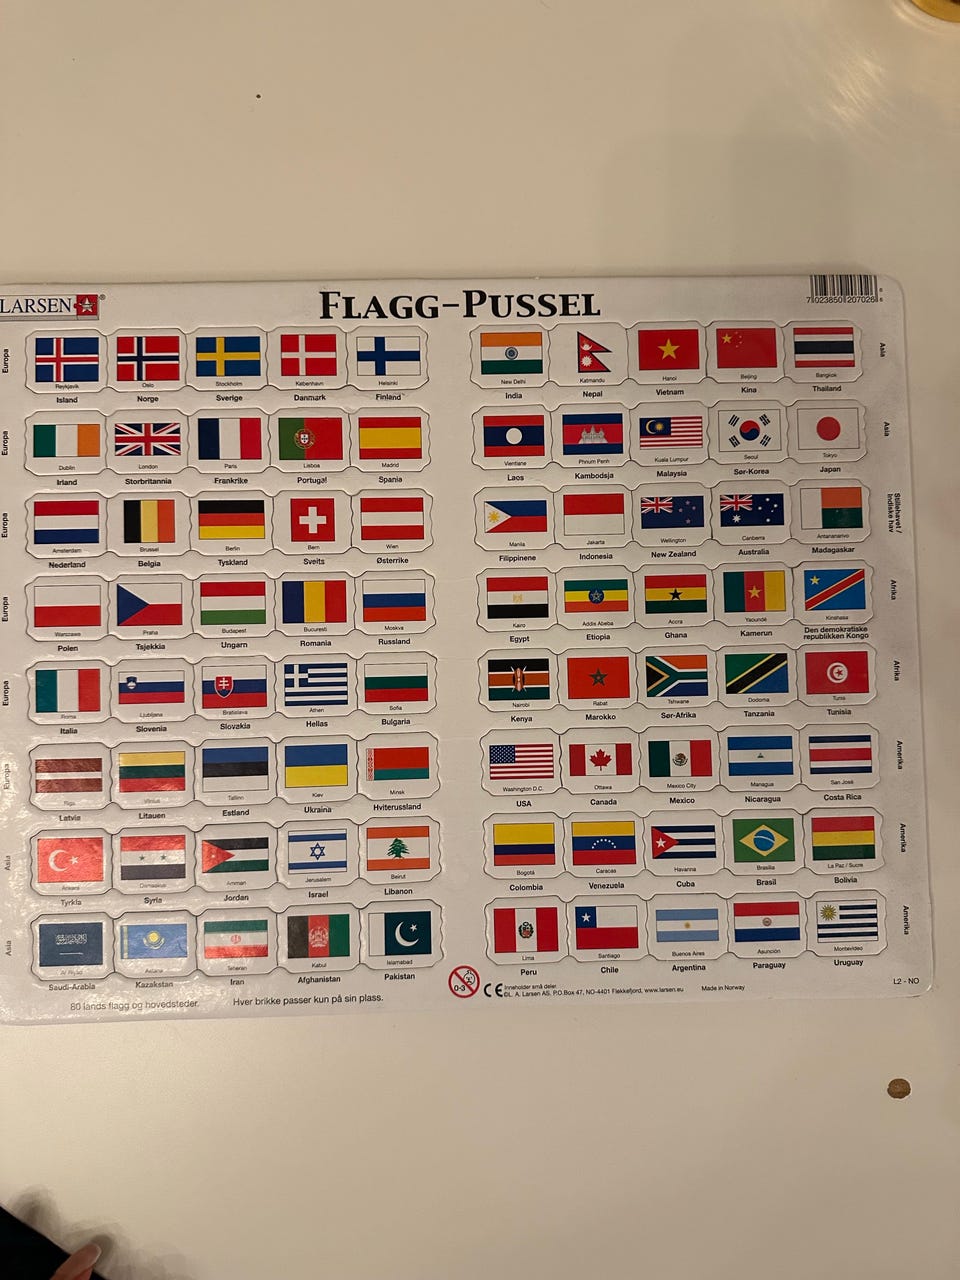 LARSEN ®
FLAGG-PUSSEL
7 023850 207026
Europa
Reykjavik Oslo Stockholm København Helsinki
Island Norge Sverige Danmark Finland
Europa
Dublin London Paris Lisboa Madrid
Irland Storbritannia Frankrike Portugal Spania
Europa
Amsterdam Brussel Berlin Bern Wien
Nederland Belgia Tyskland Sveits Østerrike
Europa
Warszawa Praha Budapest Bucuresti Moskva
Polen Tsjekkia Ungarn Romania Russland
Europa
Roma Ljubljana Bratislava Athen Sofia
Italia Slovenia Slovakia Hellas Bulgaria
Europa
Riga Vilnius Tallinn Kiev Minsk
Latvia Litauen Estland Ukraina Hviterussland
Asia
Ankara Damaskus Amman Jerusalem Beirut
Tyrkia Syria Jordan Israel Libanon
Asia
Ar Riyad Astana Teheran Kabul Islamabad
Saudi-Arabia Kazakstan Iran Afghanistan Pakistan
80 lands flagg og hovedsteder. Hver brikke passer kun på sin plass.
Asia
New Delhi Katmandu Hanoi Beijing Bangkok
India Nepal Vietnam Kina Thailand
Asia
Vientiane Phnum Penh Kuala Lumpur Seoul Tokyo
Laos Kambodsja Malaysia Sør-Korea Japan
Stillehavet /
Indiske hav
Manila Jakarta Wellington Canberra Antananarivo
Filippinene Indonesia New Zealand Australia Madagaskar
Afrika
Kairo Addis Abeba Accra Yaoundé Kinshasa
Egypt Etiopia Ghana Kamerun Den demokratiske
republikken Kongo
Afrika
Nairobi Rabat Tshwane Dodoma Tunis
Kenya Marokko Sør-Afrika Tanzania Tunisia
Amerika
Washington D.C. Ottawa Mexico City Managua San José
USA Canada Mexico Nicaragua Costa Rica
Amerika
Bogotá Caracas Havanna Brasilia La Paz / Sucre
Colombia Venezuela Cuba Brasil Bolivia
Amerika
Lima Santiago Buenos Aires Asunción Montevideo
Peru Chile Argentina Paraguay Uruguay
0-3
CE Inneholder små deler.
©L. A. Larsen AS, P.O.Box 47, NO-4401 Flekkefjord, www.larsen.eu Made in Norway
L2 - NO